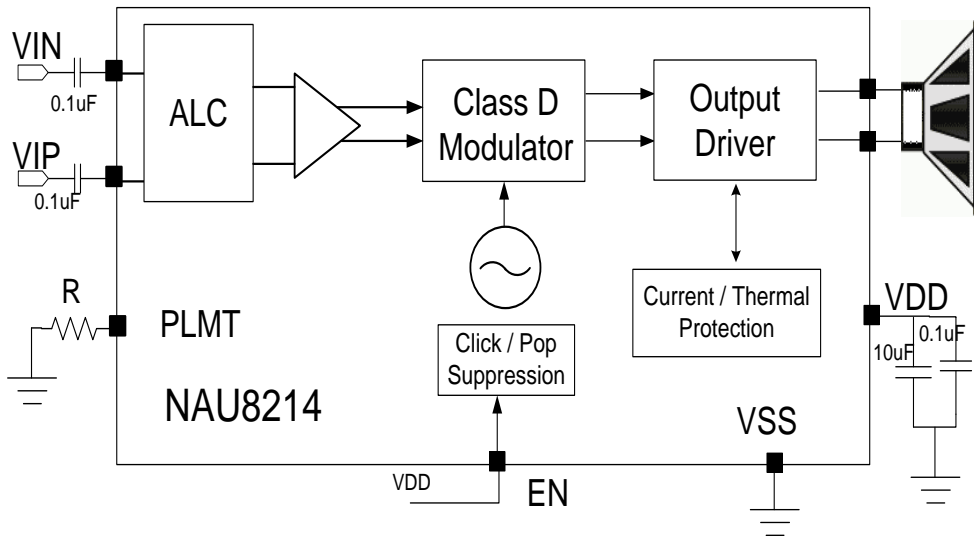 VIN
0.1uF
VIP
0.1uF
ALC
Class D
Modulator
Output
Driver
R
PLMT
NAU8214
Click / Pop
Suppression
Current / Thermal
Protection
VDD
10uF
0.1uF
VSS
VDD
EN